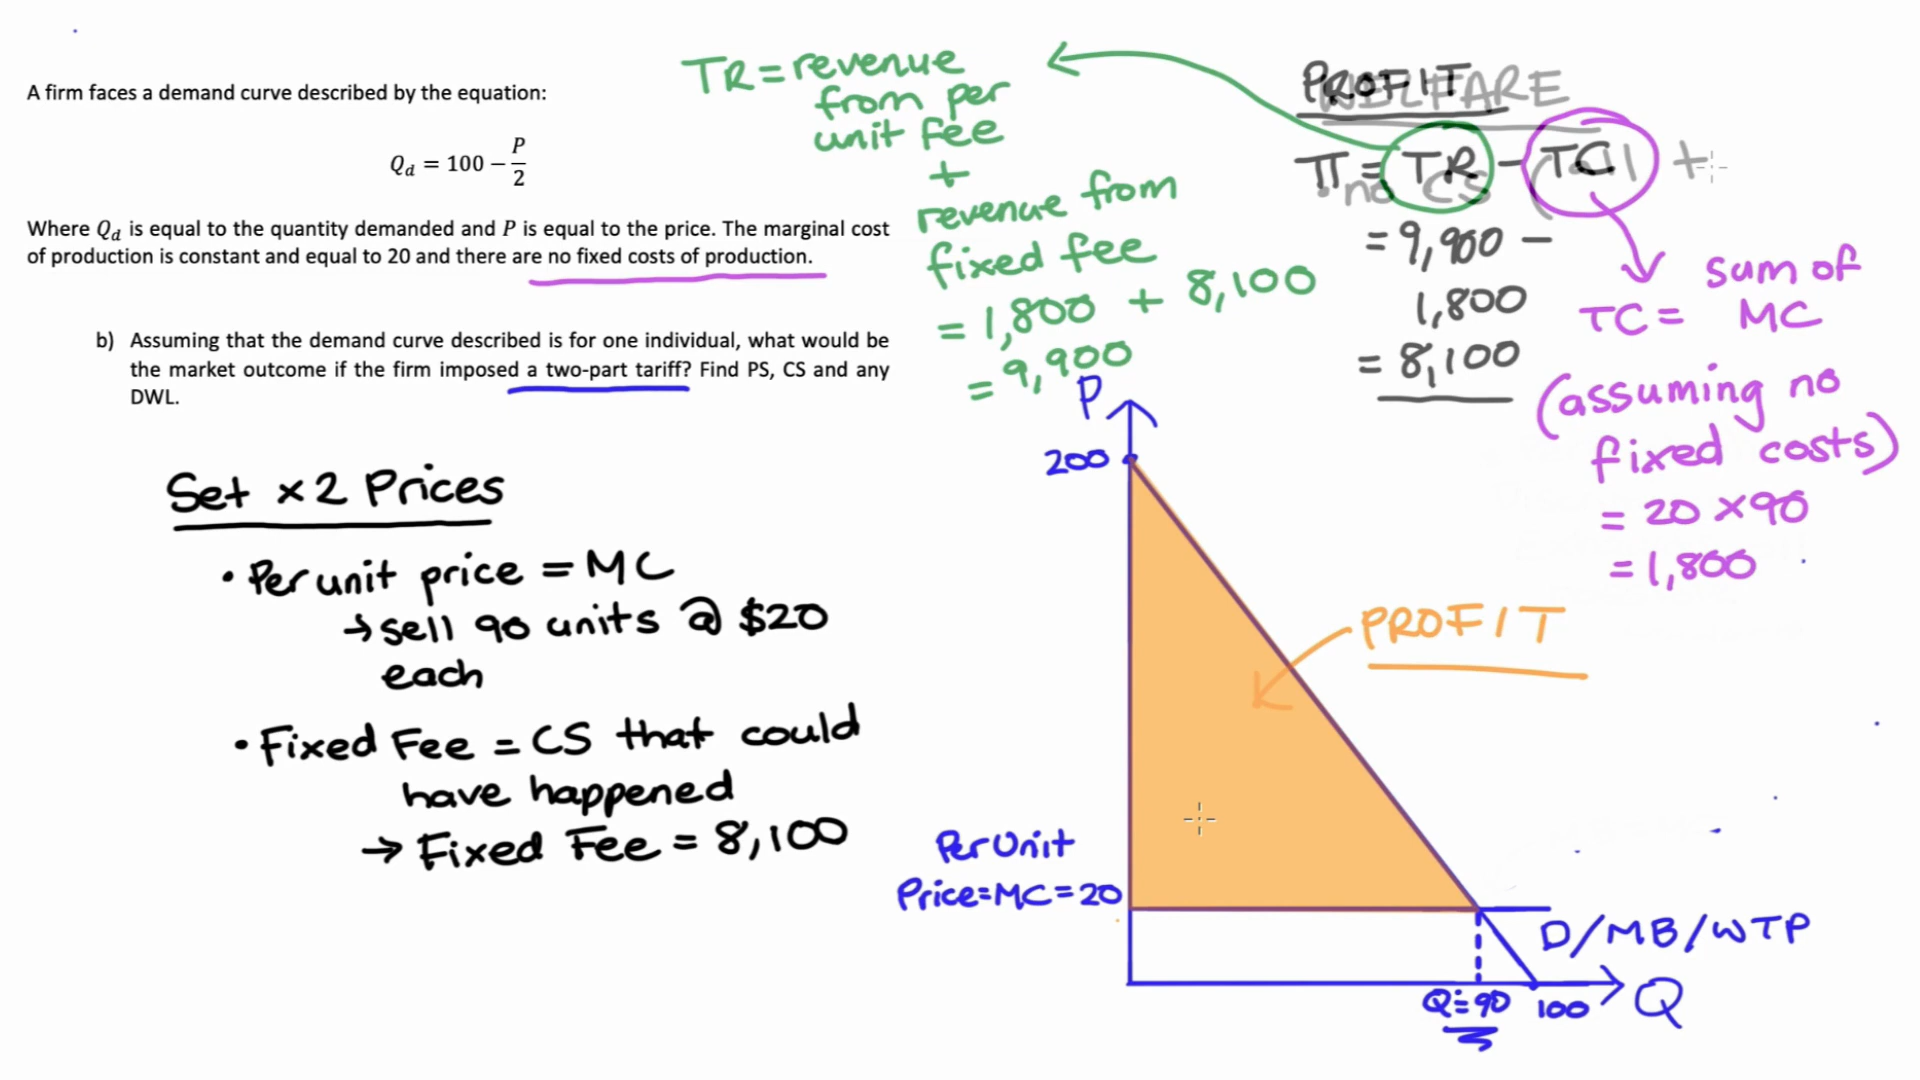 A firm faces a demand curve described by the equation:
Qd = 100 − P/2
Where Qd is equal to the quantity demanded and P is equal to the price. The marginal cost
of production is constant and equal to 20 and there are no fixed costs of production.
b) Assuming that the demand curve described is for one individual, what would be
the market outcome if the firm imposed a two-part tariff? Find PS, CS and any
DWL.
Set ×2 Prices
• Per unit price = MC
→ sell 90 units @ $20
each
• Fixed Fee = CS that could
have happened
→ Fixed Fee = 8,100
TR = revenue
from per
unit fee
+
revenue from
fixed fee
= 1,800 + 8,100
= 9,900
PROFIT
WELFARE
π = TR − TC
• no CS (all +
= 9,900 −
1,800
= 8,100
sum of
TC = MC
(assuming no
fixed costs)
= 20 × 90
= 1,800
P
200
PROFIT
Per Unit
Price = MC = 20
D/MB/WTP
Q = 90
100
Q